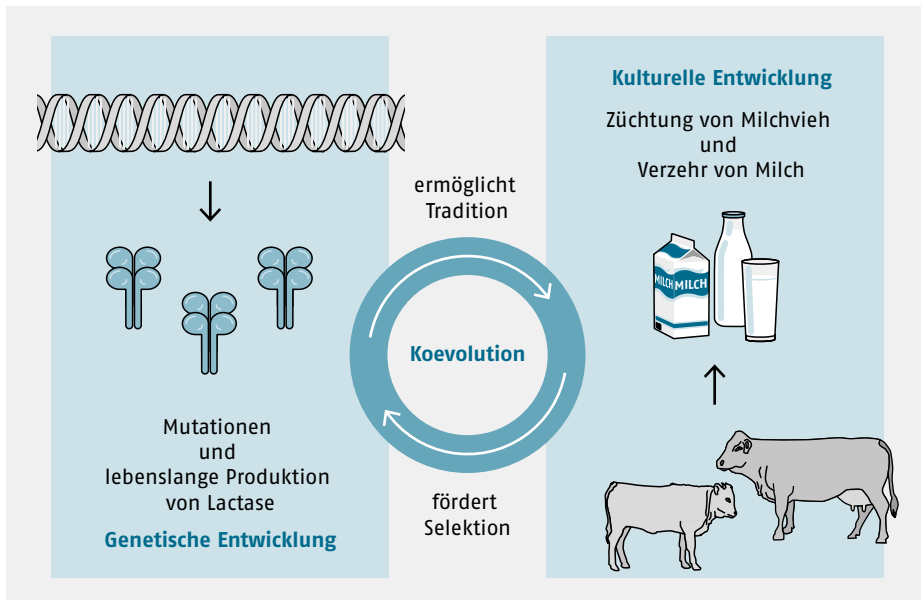 Mutationen
und
lebenslange Produktion
von Lactase
Genetische Entwicklung
ermöglicht
Tradition
Koevolution
fördert
Selektion
Kulturelle Entwicklung
Züchtung von Milchvieh
und
Verzehr von Milch
MILCH MILCH